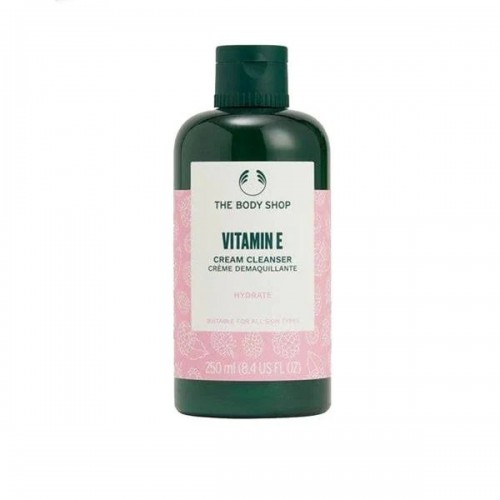 THE BODY SHOP
VITAMIN E
CREAM CLEANSER
CRÈME DEMAQUILLANTE
HYDRATE
SUITABLE FOR ALL SKIN TYPES
250 ml (8.4 US FL OZ)